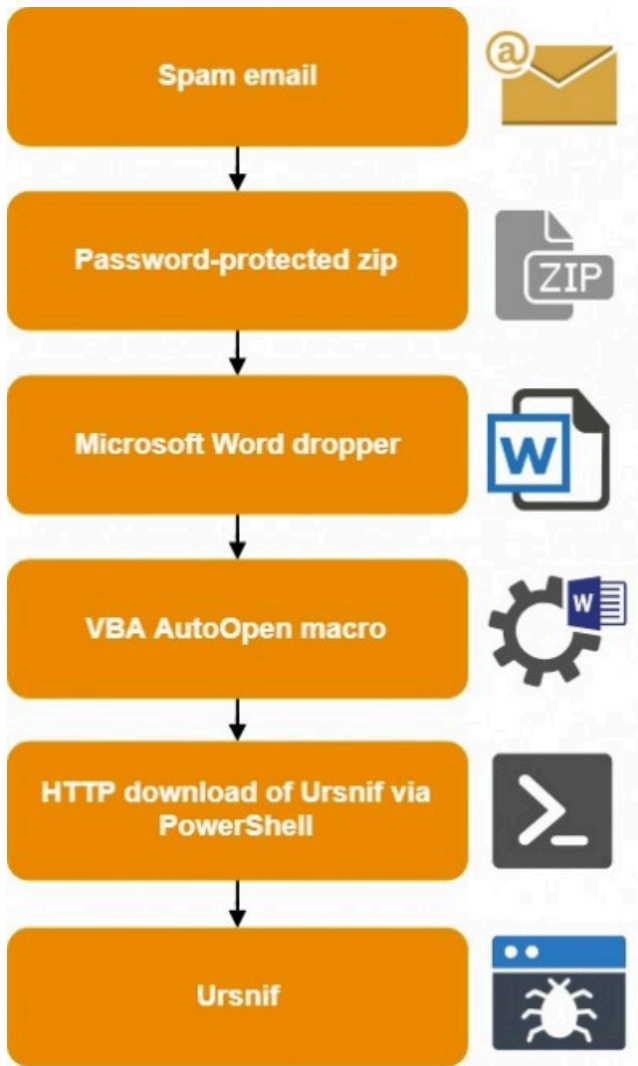 Spam email
@
Password-protected zip
ZIP
Microsoft Word dropper
W
VBA AutoOpen macro
W
HTTP download of Ursnif via
PowerShell
Ursnif